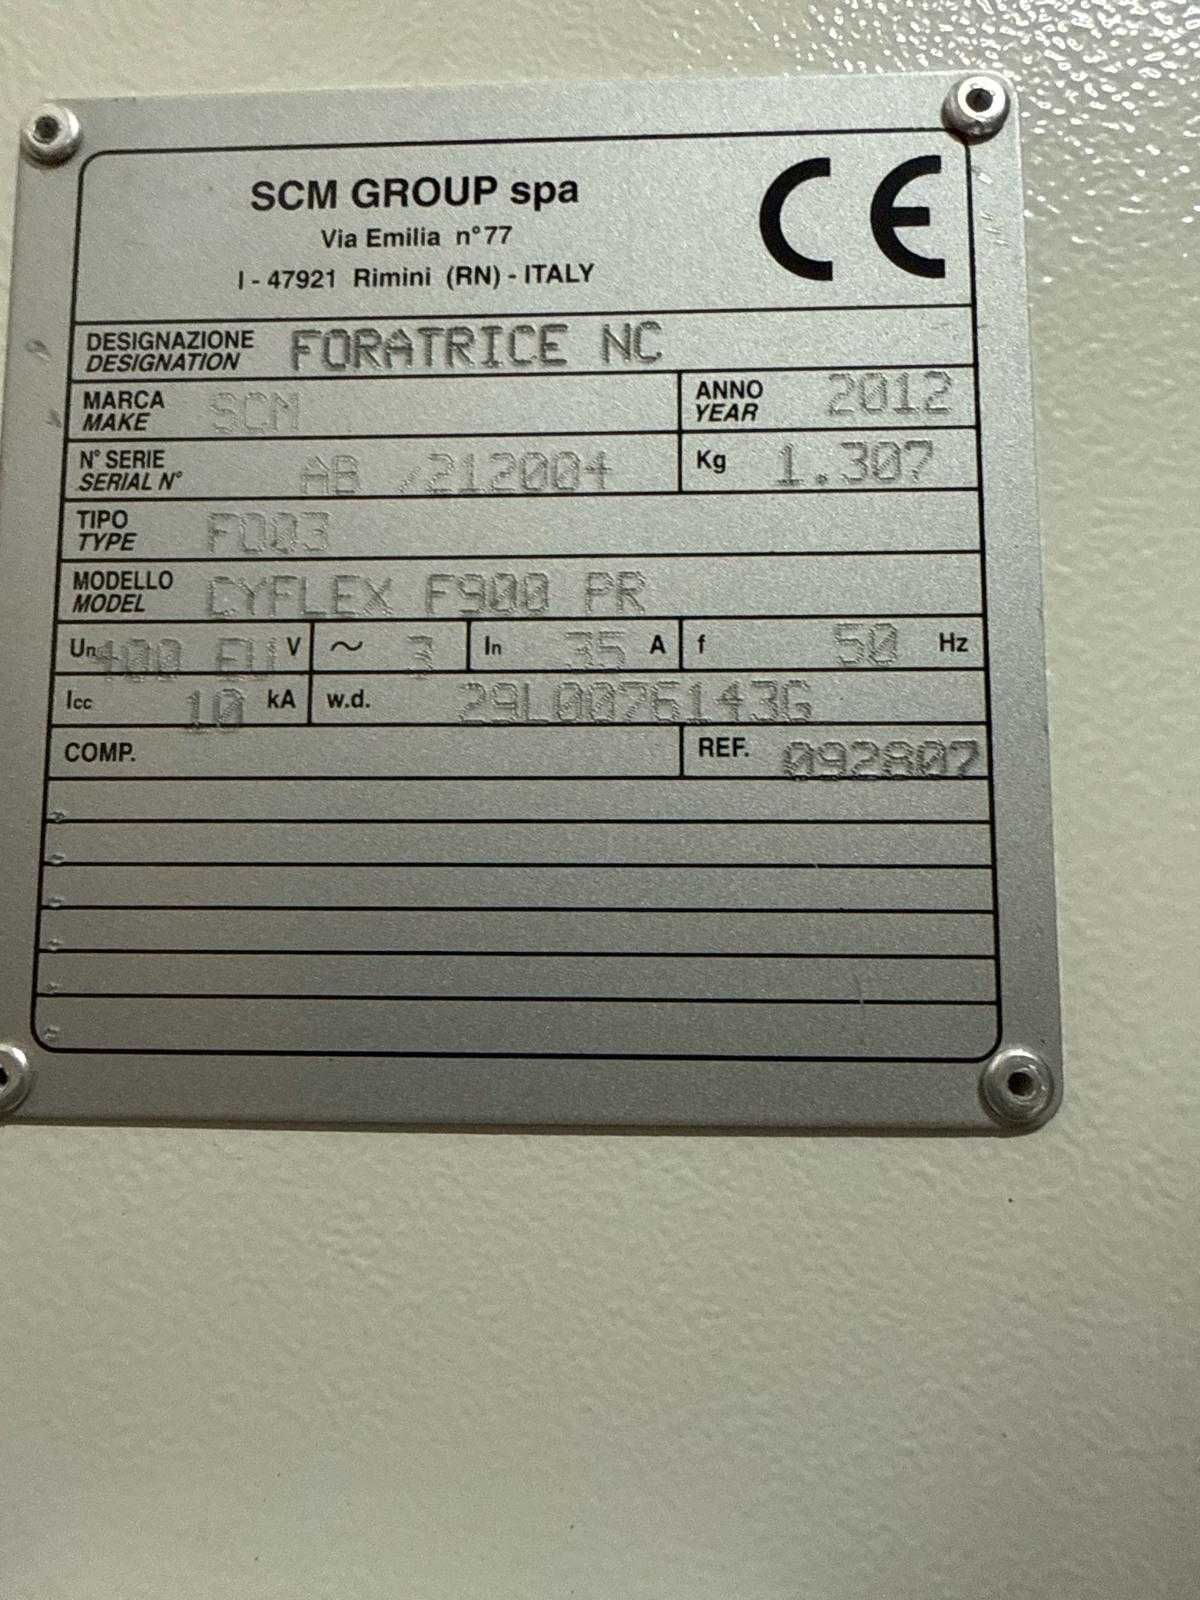 SCM GROUP spa
Via Emilia n°77
I - 47921 Rimini (RN) - ITALY
CE
DESIGNAZIONE
DESIGNATION FORATRICE NC
MARCA
MAKE SCM
ANNO
YEAR 2012
N° SERIE
SERIAL N° AB /212004
Kg 1.307
TIPO
TYPE
MODELLO
MODEL CYFLEX F900 PR
Un 400 EU V ~ 3 In 35 A f 50 Hz
Icc 10 kA w.d. 29L0076143G
COMP. REF. 092807